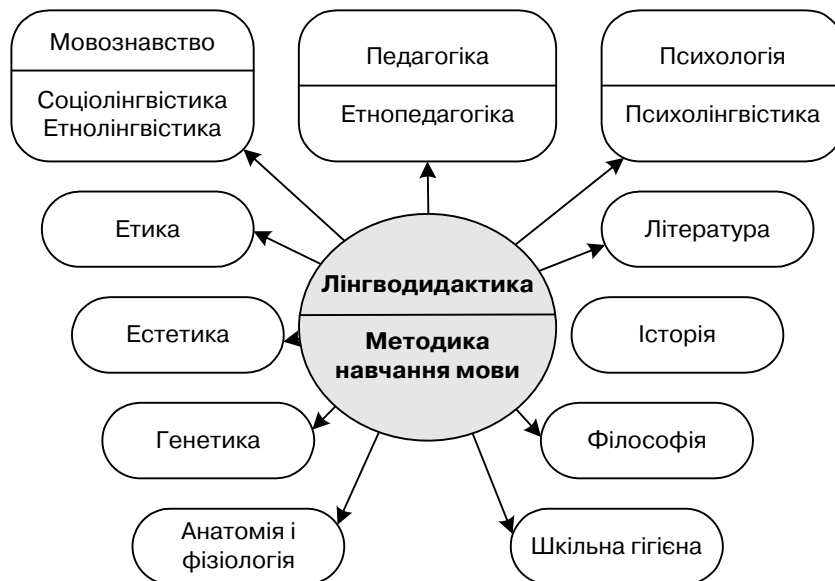 Мовознавство
Соціолінгвістика
Етнолінгвістика
Педагогіка
Етнопедагогіка
Психологія
Психолінгвістика
Етика
Література
Лінгводидактика
Методика
навчання мови
Естетика
Історія
Генетика
Філософія
Анатомія і
фізіологія
Шкільна гігієна